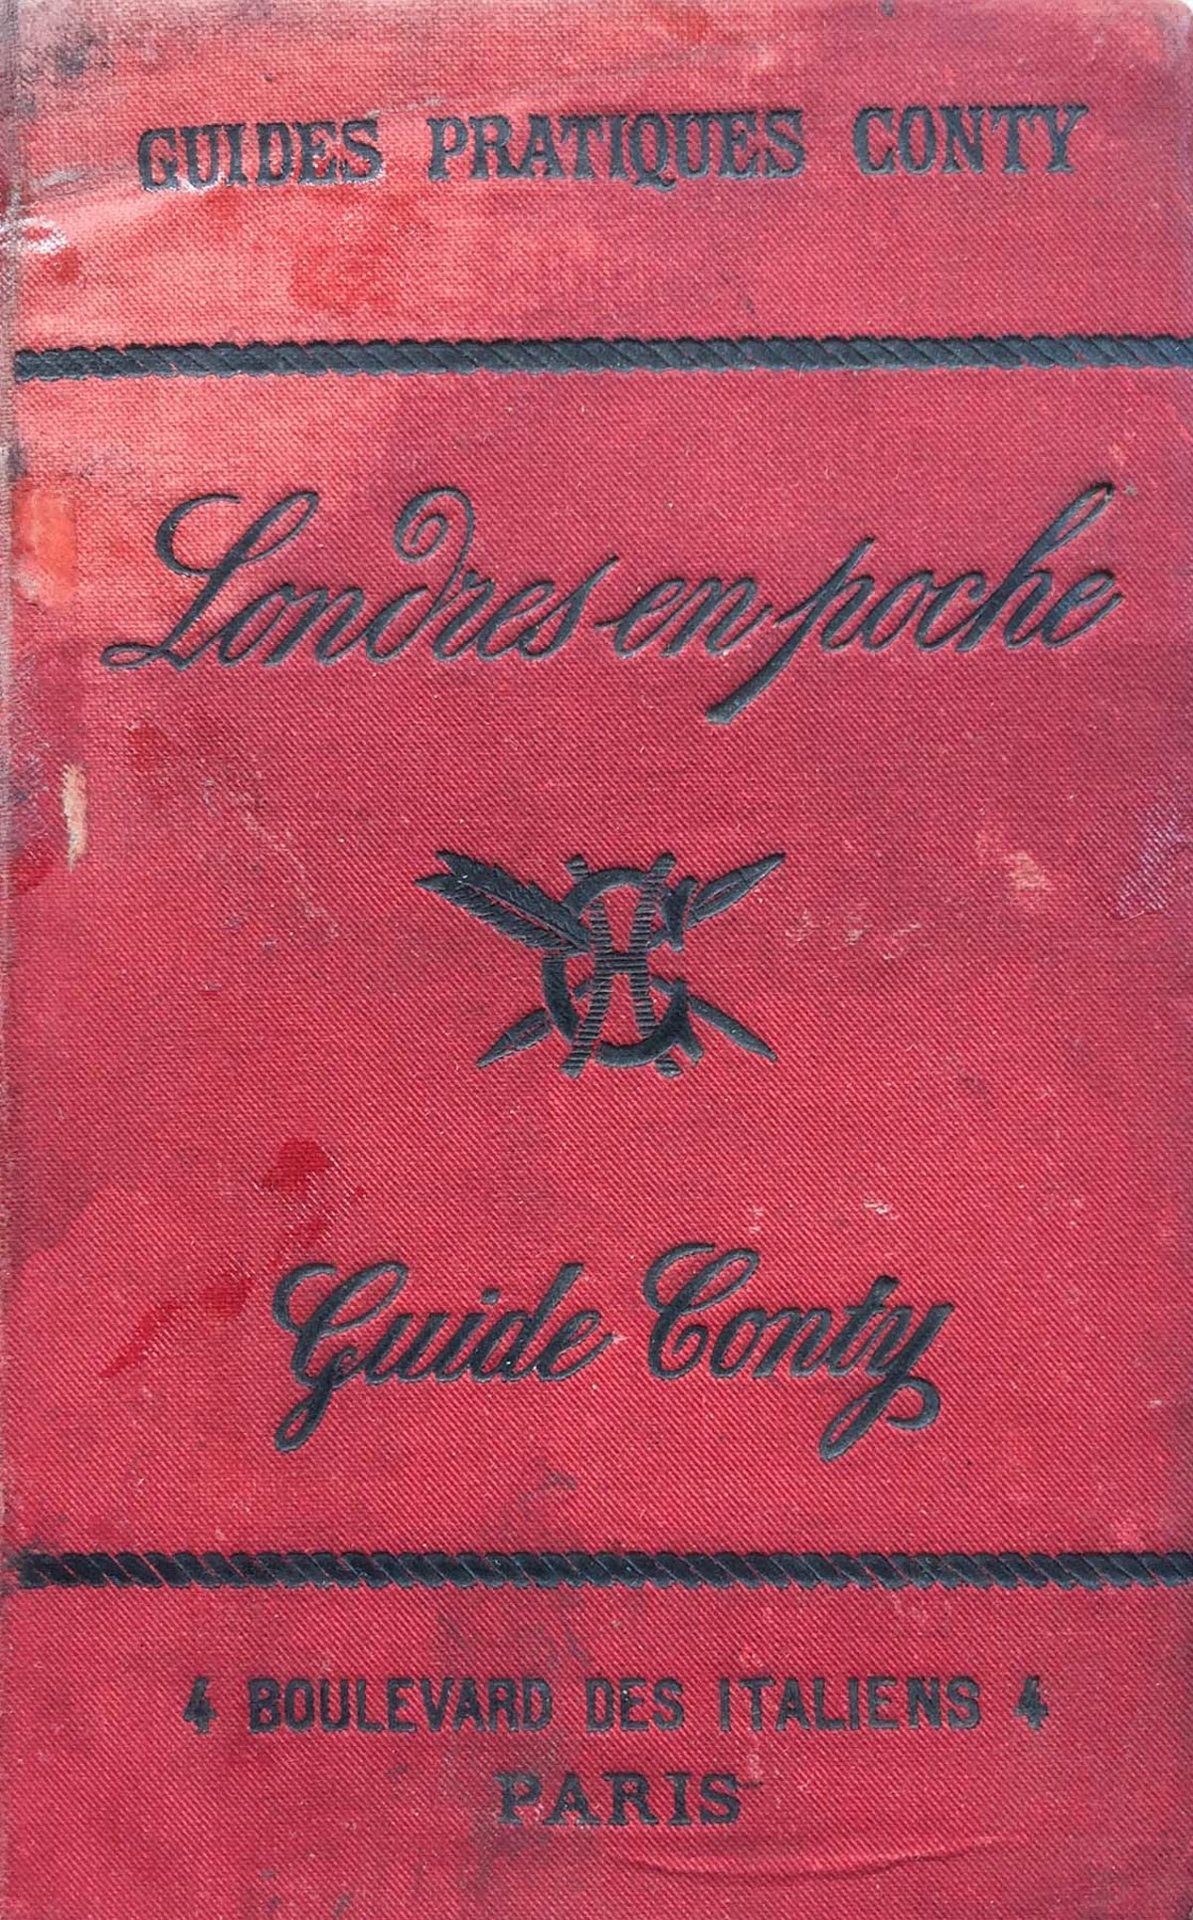 GUIDES PRATIQUES CONTY
Londres en poche
Guide Conty
4 BOULEVARD DES ITALIENS 4
PARIS